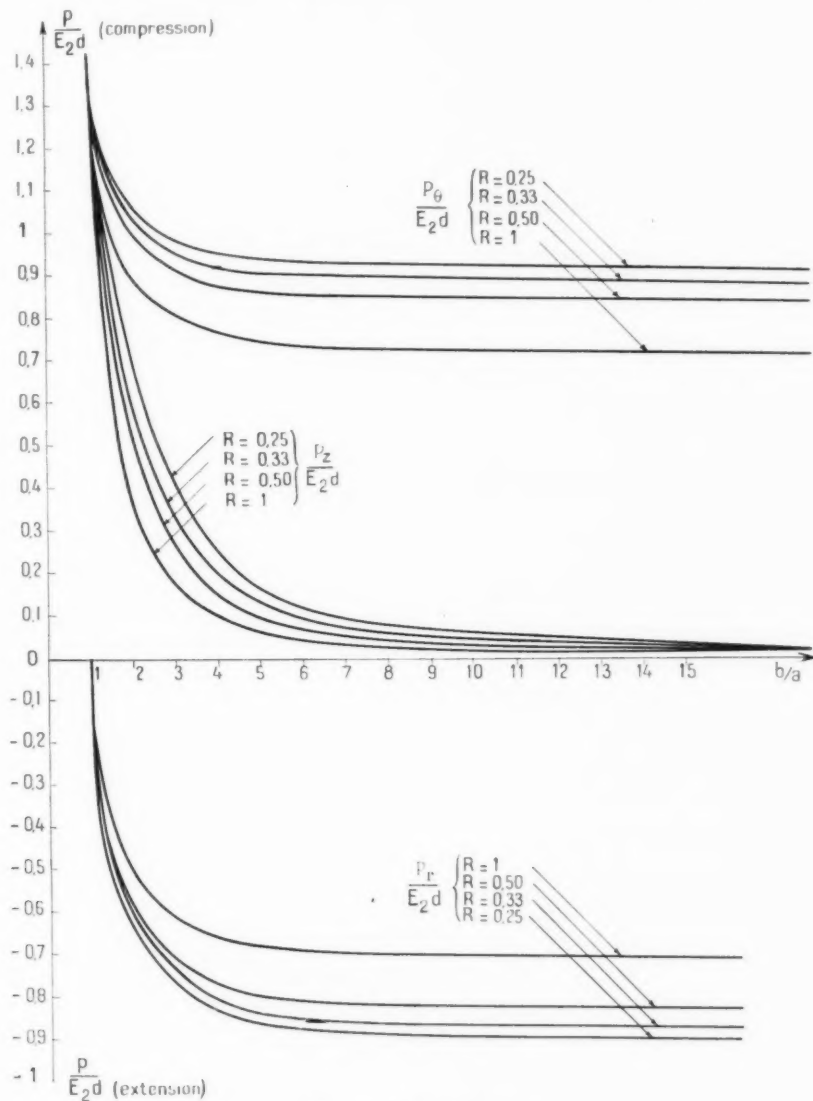 P/E₂d (compression)
1,4
1,3
1,2
1,1
1
0,9
0,8
0,7
0,6
0,5
0,4
0,3
0,2
0,1
0
-0,1
-0,2
-0,3
-0,4
-0,5
-0,6
-0,7
-0,8
-0,9
-1
P/E₂d (extension)
Pθ/E₂d
R = 0,25
R = 0,33
R = 0,50
R = 1
R = 0,25
R = 0,33
R = 0,50
R = 1
Pz/E₂d
1 2 3 4 5 6 7 8 9 10 11 12 13 14 15 b/a
Pr/E₂d
R = 1
R = 0,50
R = 0,33
R = 0,25